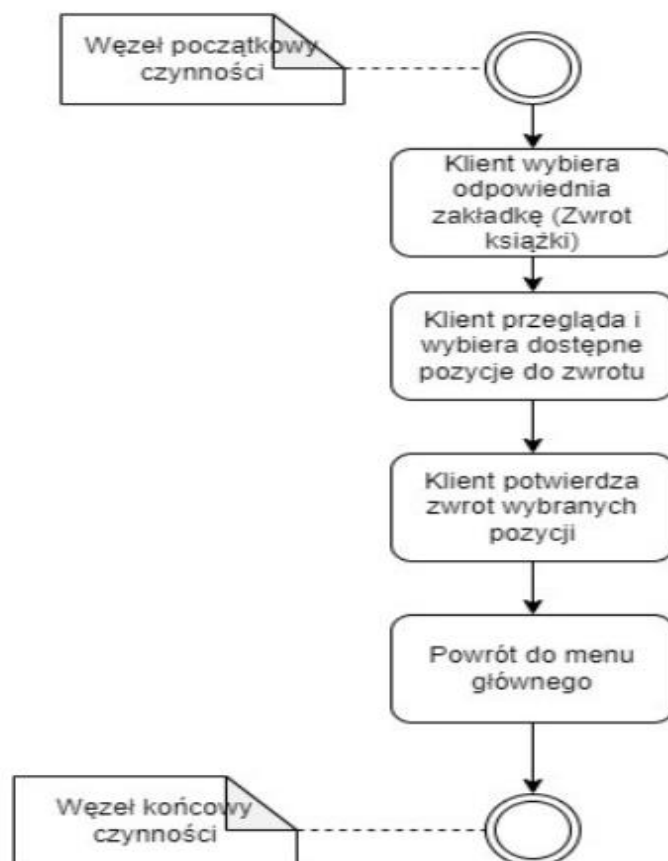 Węzeł początkowy
czynności
Klient wybiera
odpowiednia
zakładkę (Zwrot
książki)
Klient przegląda i
wybiera dostępne
pozycje do zwrotu
Klient potwierdza
zwrot wybranych
pozycji
Powrót do menu
głównego
Węzeł końcowy
czynności